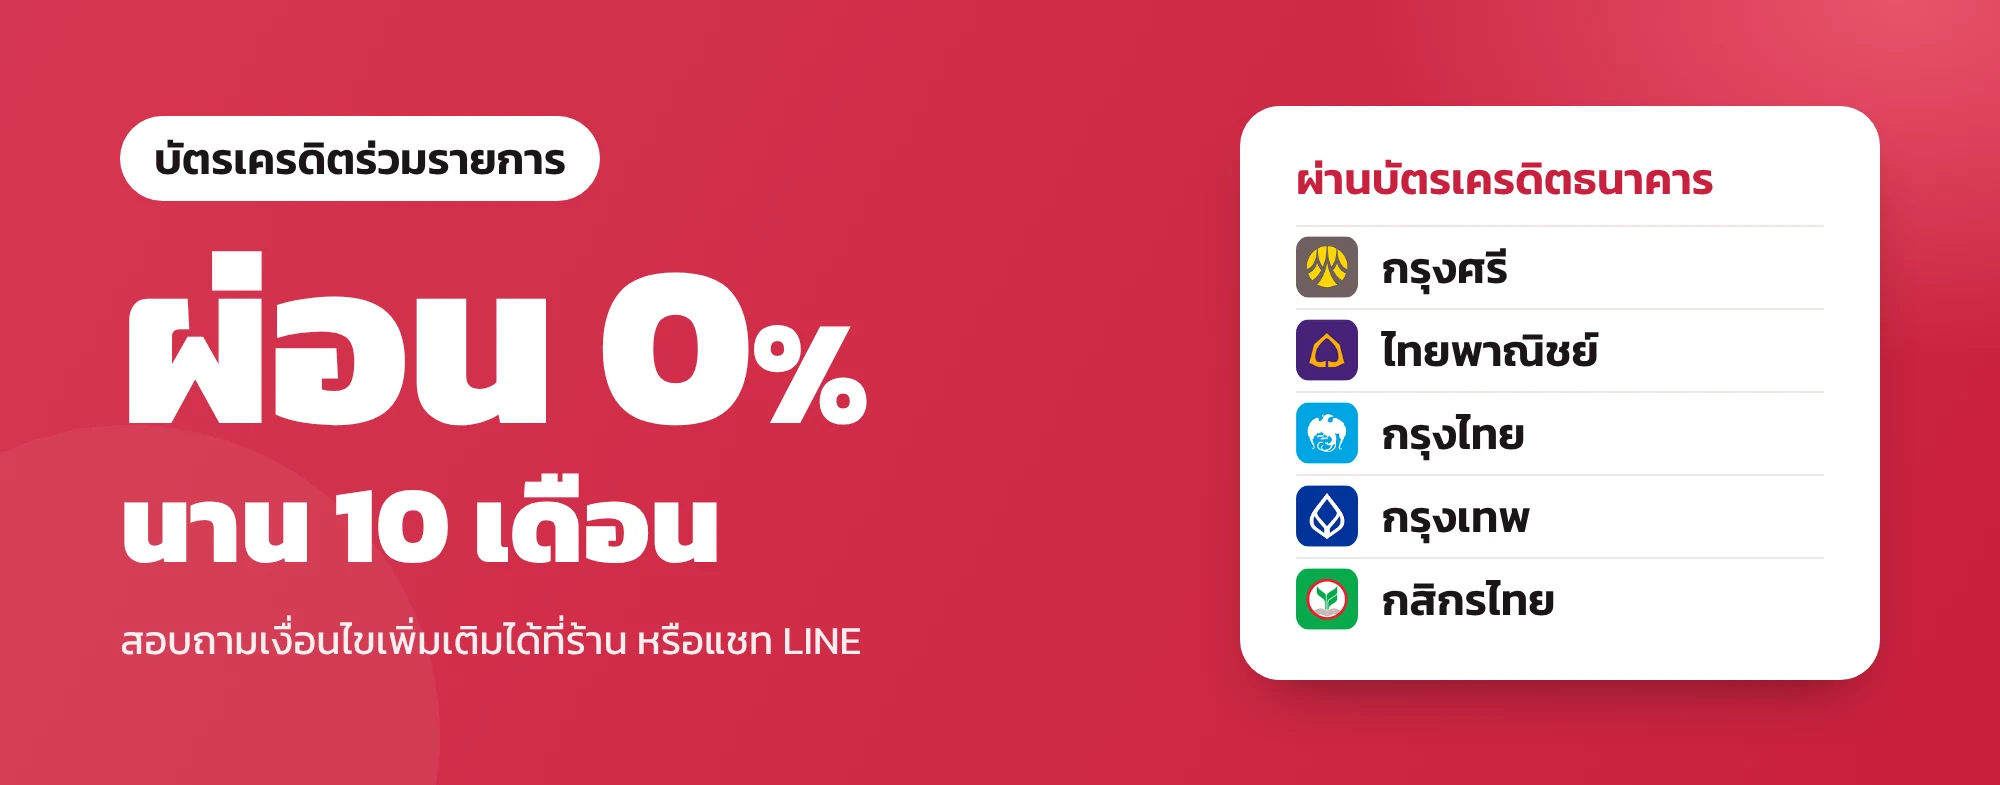 บัตรเครดิตร่วมรายการ
ผ่อน 0%
นาน 10 เดือน
สอบถามเงื่อนไขเพิ่มเติมได้ที่ร้าน หรือแชท LINE
ผ่านบัตรเครดิตธนาคาร
กรุงศรี
ไทยพาณิชย์
กรุงไทย
กรุงเทพ
กสิกรไทย